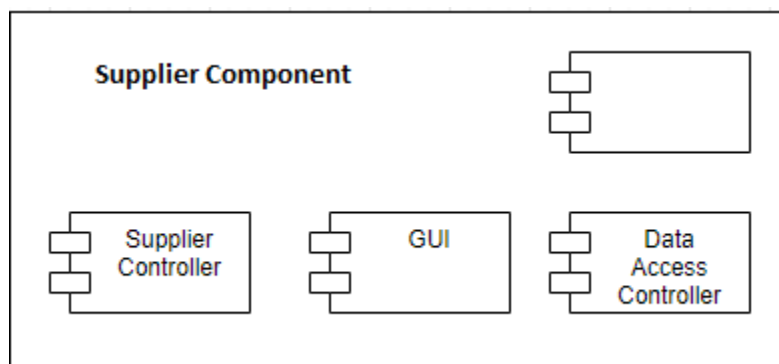 Supplier Component
Supplier
Controller
GUI
Data
Access
Controller